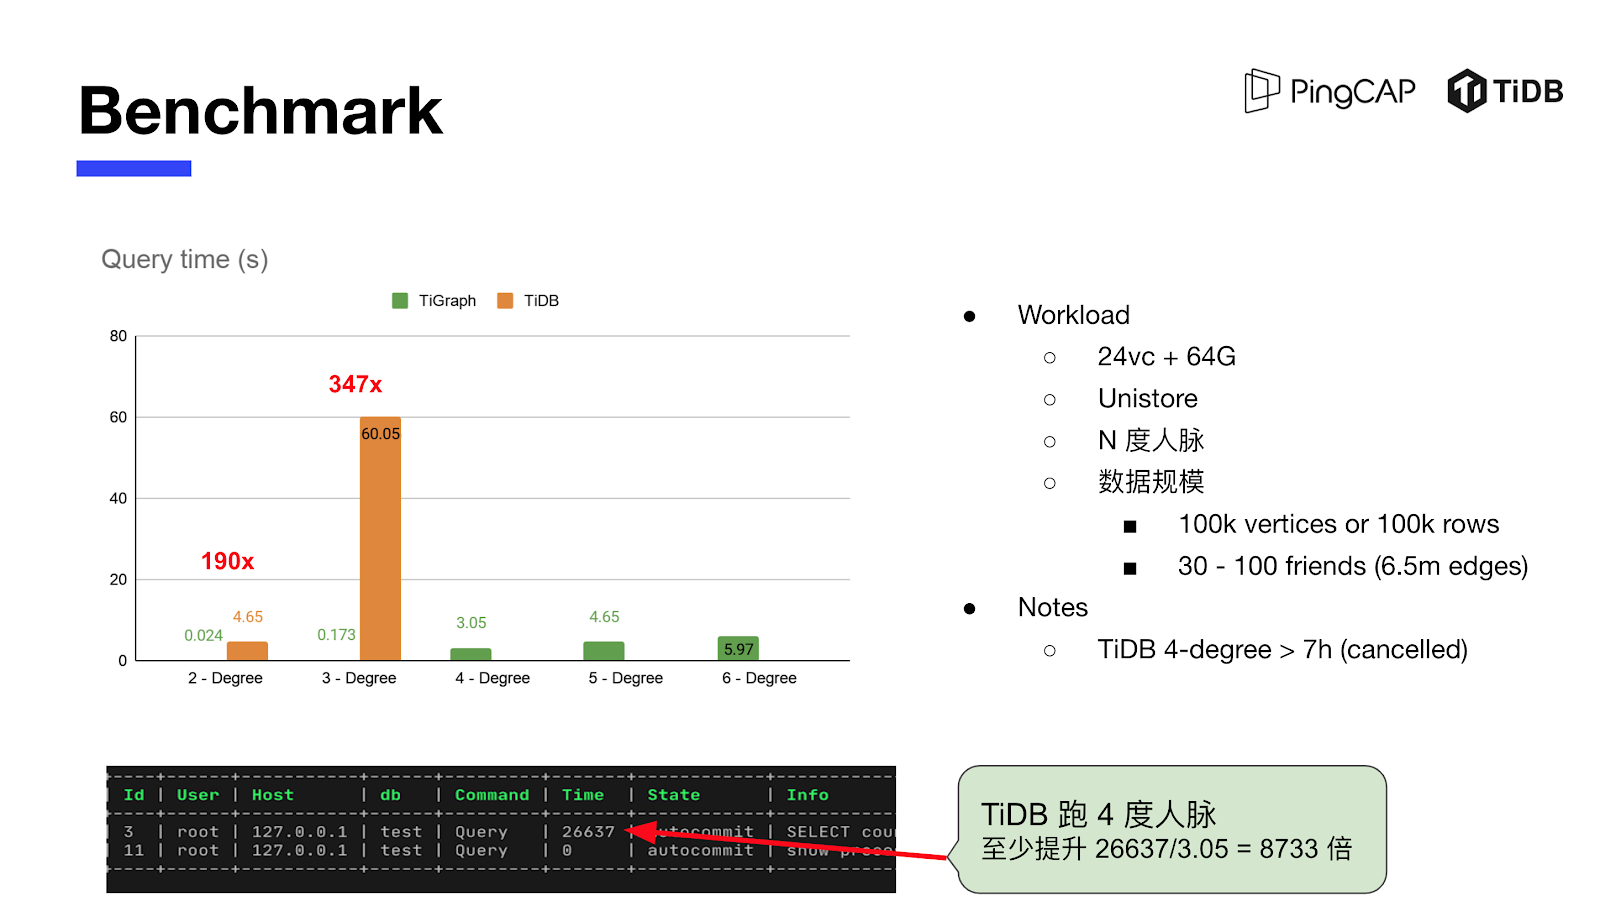 Benchmark
PingCAP
TiDB
Query time (s)
TiGraph
TiDB
80
60
40
20
0
190x
347x
0.024
4.65
0.173
60.05
3.05
4.65
5.97
2 - Degree
3 - Degree
4 - Degree
5 - Degree
6 - Degree
● Workload
○ 24vc + 64G
○ Unistore
○ N 度人脉
○ 数据规模
■ 100k vertices or 100k rows
■ 30 - 100 friends (6.5m edges)
● Notes
○ TiDB 4-degree > 7h (cancelled)
Id | User | Host | db | Command | Time | State | Info
3 | root | 127.0.0.1 | test | Query | 26637 | autocommit | SELECT cou
11 | root | 127.0.0.1 | test | Query | 0 | autocommit | show proces
TiDB 跑 4 度人脉
至少提升 26637/3.05 = 8733 倍